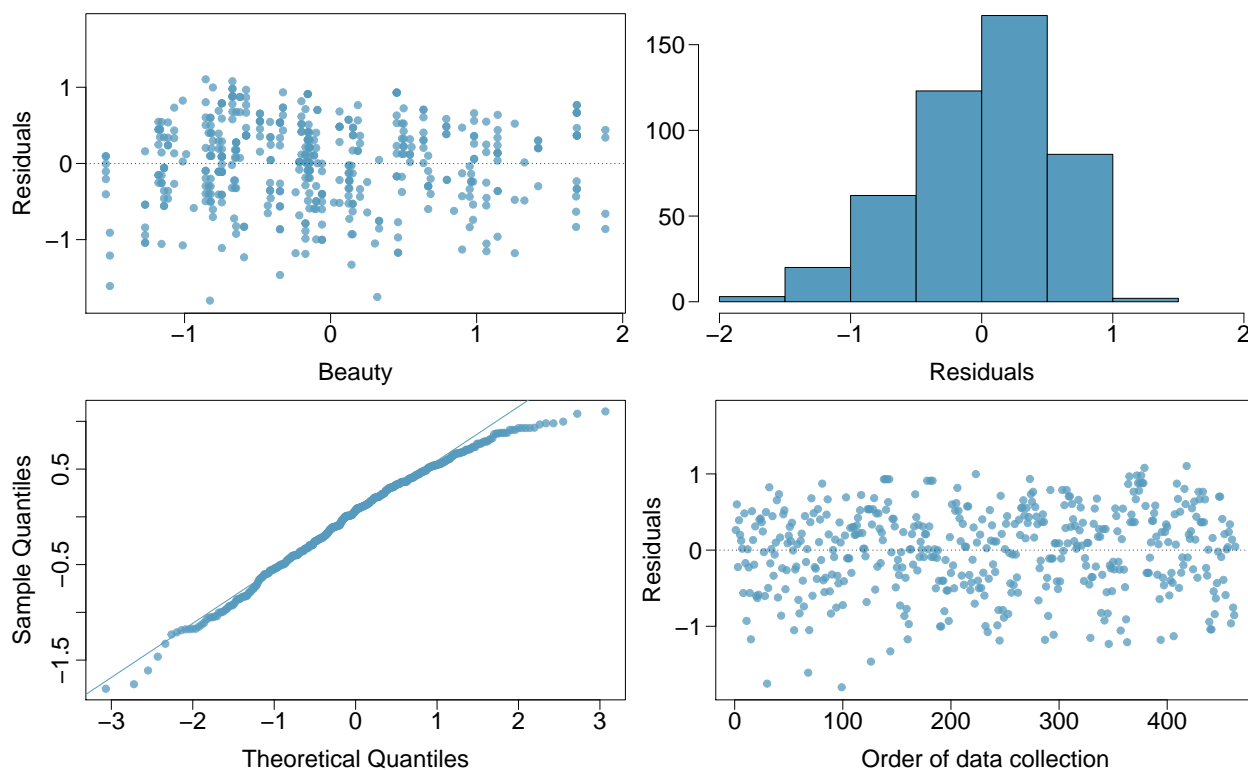 1
0
−1
Residuals
−1 0 1 2
Beauty
150
100
50
0
−2 −1 0 1 2
Residuals
0.5
−0.5
−1.5
Sample Quantiles
−3 −2 −1 0 1 2 3
Theoretical Quantiles
1
0
−1
Residuals
0 100 200 300 400
Order of data collection